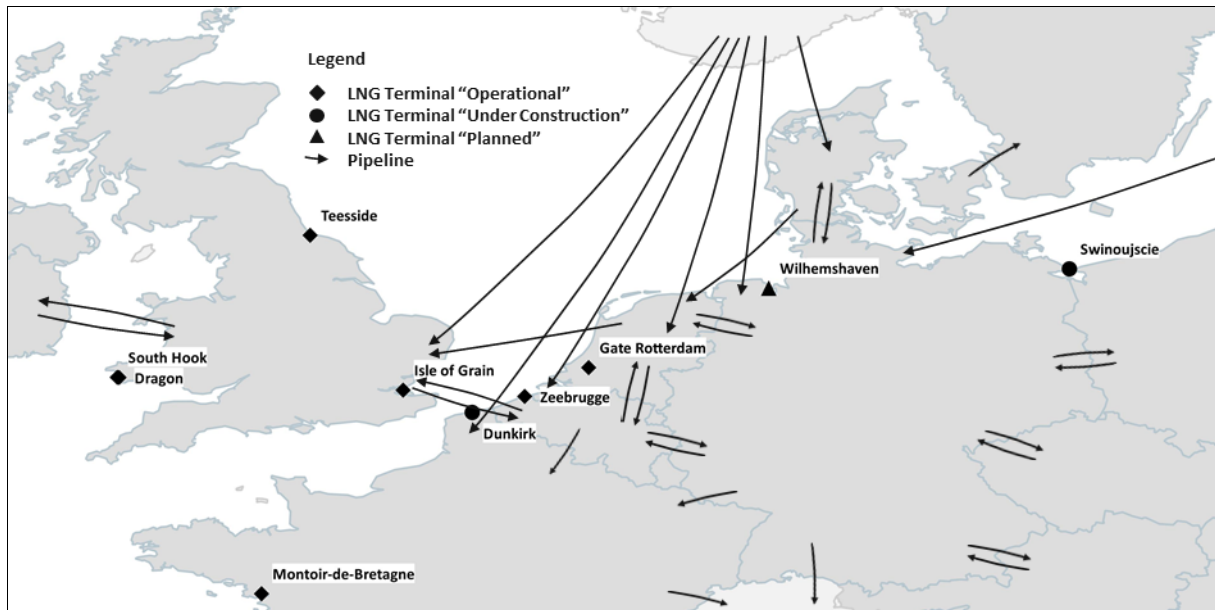 Legend
LNG Terminal “Operational”
LNG Terminal “Under Construction”
LNG Terminal “Planned”
Pipeline
Teesside
Swinoujscie
Wilhemshaven
South Hook
Dragon
Isle of Grain
Gate Rotterdam
Zeebrugge
Dunkirk
Montoir-de-Bretagne